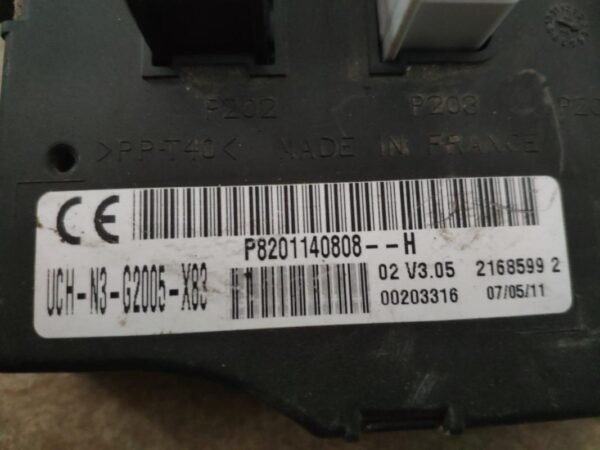 P202 P203
>PP-T40< MADE IN FRANCE
CE
P8201140808--H
UCH-N3-G2005-X83
02 V3.05 2168599 2
00203316 07/05/11